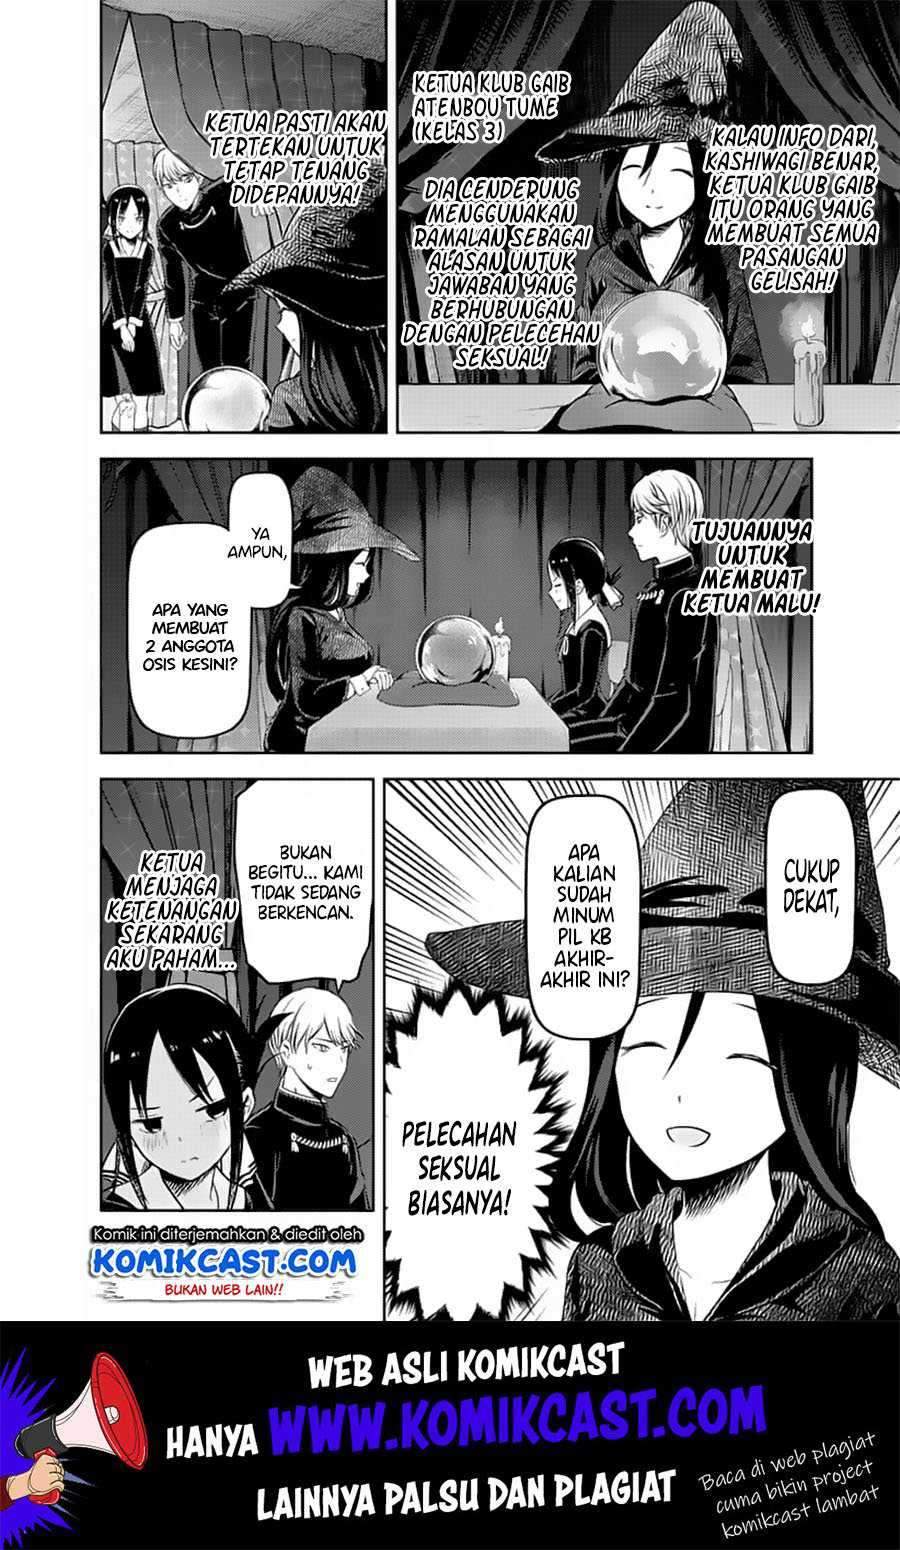 KALAU INFO DARI
KASHIWAGI BENAR,
KETUA KLUB GAIB
ITU ORANG YANG
MEMBUAT SEMUA
PASANGAN
GELISAH!
KETUA KLUB GAIB
ATENBOU TUME
(KELAS 3)
DIA CENDERUNG
MENGGUNAKAN
RAMALAN SEBAGAI
ALASAN UNTUK
JAWABAN YANG
BERHUBUNGAN
DENGAN PELECEHAN
SEKSUAL!
KETUA PASTI AKAN
TERTEKAN UNTUK
TETAP TENANG
DIDEPANNYA!
TUJUANNYA
UNTUK
MEMBUAT
KETUA MALU!
YA
AMPUN,
APA YANG
MEMBUAT
2 ANGGOTA
OSIS KESINI?
CUKUP
DEKAT,
APA
KALIAN
SUDAH
MINUM
PIL KB
AKHIR-
AKHIR INI?
PELECAHAN
SEKSUAL
BIASANYA!
BUKAN
BEGITU... KAMI
TIDAK SEDANG
BERKENCAN.
KETUA
MENJAGA
KETENANGAN
SEKARANG
AKU PAHAM...
Komik ini diterjemahkan & diedit oleh
KOMIKCAST.COM
BUKAN WEB LAIN!!
WEB ASLI KOMIKCAST
HANYA WWW.KOMIKCAST.COM
LAINNYA PALSU DAN PLAGIAT
Baca di web plagiat
cuma bikin project
komikcast lambat